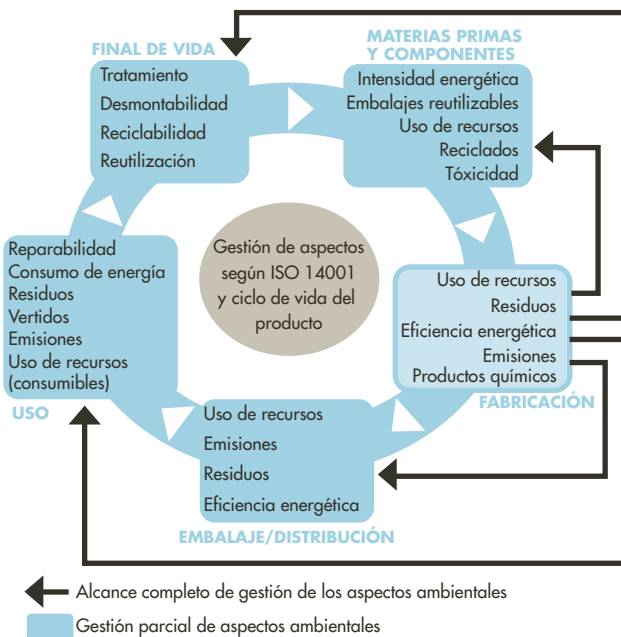 FINAL DE VIDA
Tratamiento
Desmontabilidad
Reciclabilidad
Reutilización
MATERIAS PRIMAS
Y COMPONENTES
Intensidad energética
Embalajes reutilizables
Uso de recursos
Reciclados
Tóxicidad
Gestión de aspectos
según ISO 14001
y ciclo de vida del
producto
Uso de recursos
Residuos
Eficiencia energética
Emisiones
Productos químicos
FABRICACIÓN
Reparabilidad
Consumo de energía
Residuos
Vertidos
Emisiones
Uso de recursos
(consumibles)
USO
Uso de recursos
Emisiones
Residuos
Eficiencia energética
EMBALAJE/DISTRIBUCIÓN
Alcance completo de gestión de los aspectos ambientales
Gestión parcial de aspectos ambientales